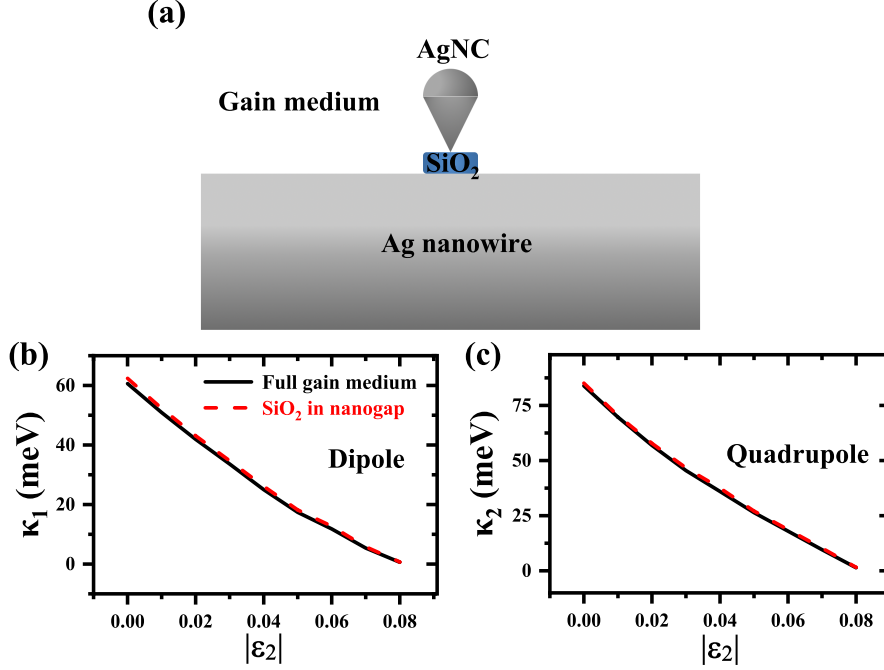 (a)
AgNC
Gain medium
SiO₂
Ag nanowire
(b)
κ₁ (meV)
60
40
20
0
Full gain medium
SiO₂ in nanogap
Dipole
0.00 0.02 0.04 0.06 0.08
|ε₂|
(c)
κ₂ (meV)
75
50
25
0
Quadrupole
0.00 0.02 0.04 0.06 0.08
|ε₂|